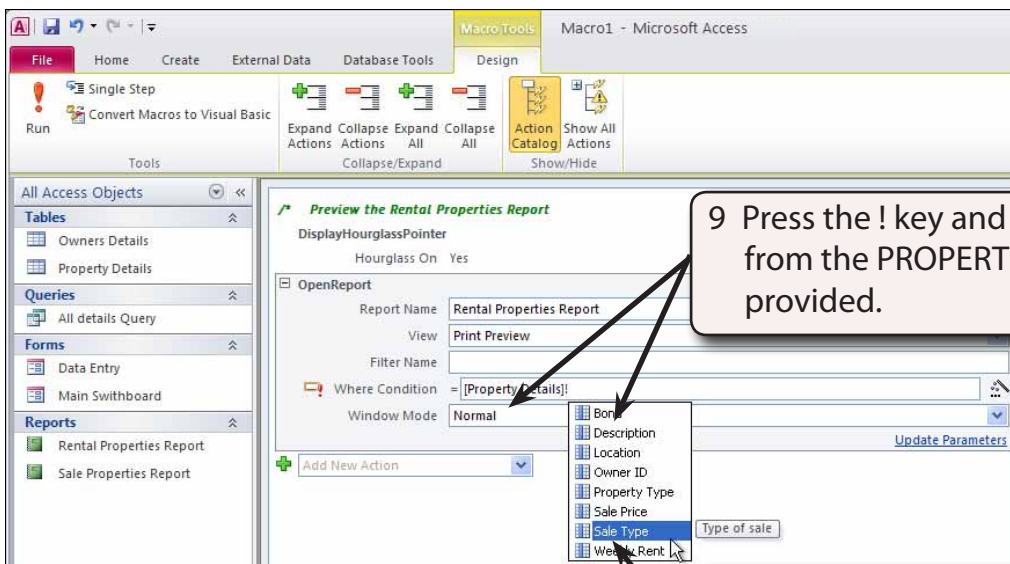 Macro Tools Macro1 - Microsoft Access
File Home Create External Data Database Tools Design
Single Step
Convert Macros to Visual Basic
Run
Expand Actions
Collapse Actions
Expand All
Collapse All
Action Catalog
Show All Actions
Tools Collapse/Expand Show/Hide
All Access Objects
Tables
Owners Details
Property Details
Queries
All details Query
Forms
Data Entry
Main Swithboard
Reports
Rental Properties Report
Sale Properties Report
/* Preview the Rental Properties Report
DisplayHourglassPointer
Hourglass On Yes
OpenReport
Report Name Rental Properties Report
View Print Preview
Filter Name
Where Condition = [Property Details]!
Window Mode Normal
Update Parameters
Add New Action
Bond
Description
Location
Owner ID
Property Type
Sale Price
Sale Type
Weekly Rent
Type of sale
9 Press the ! key and
from the PROPERT
provided.